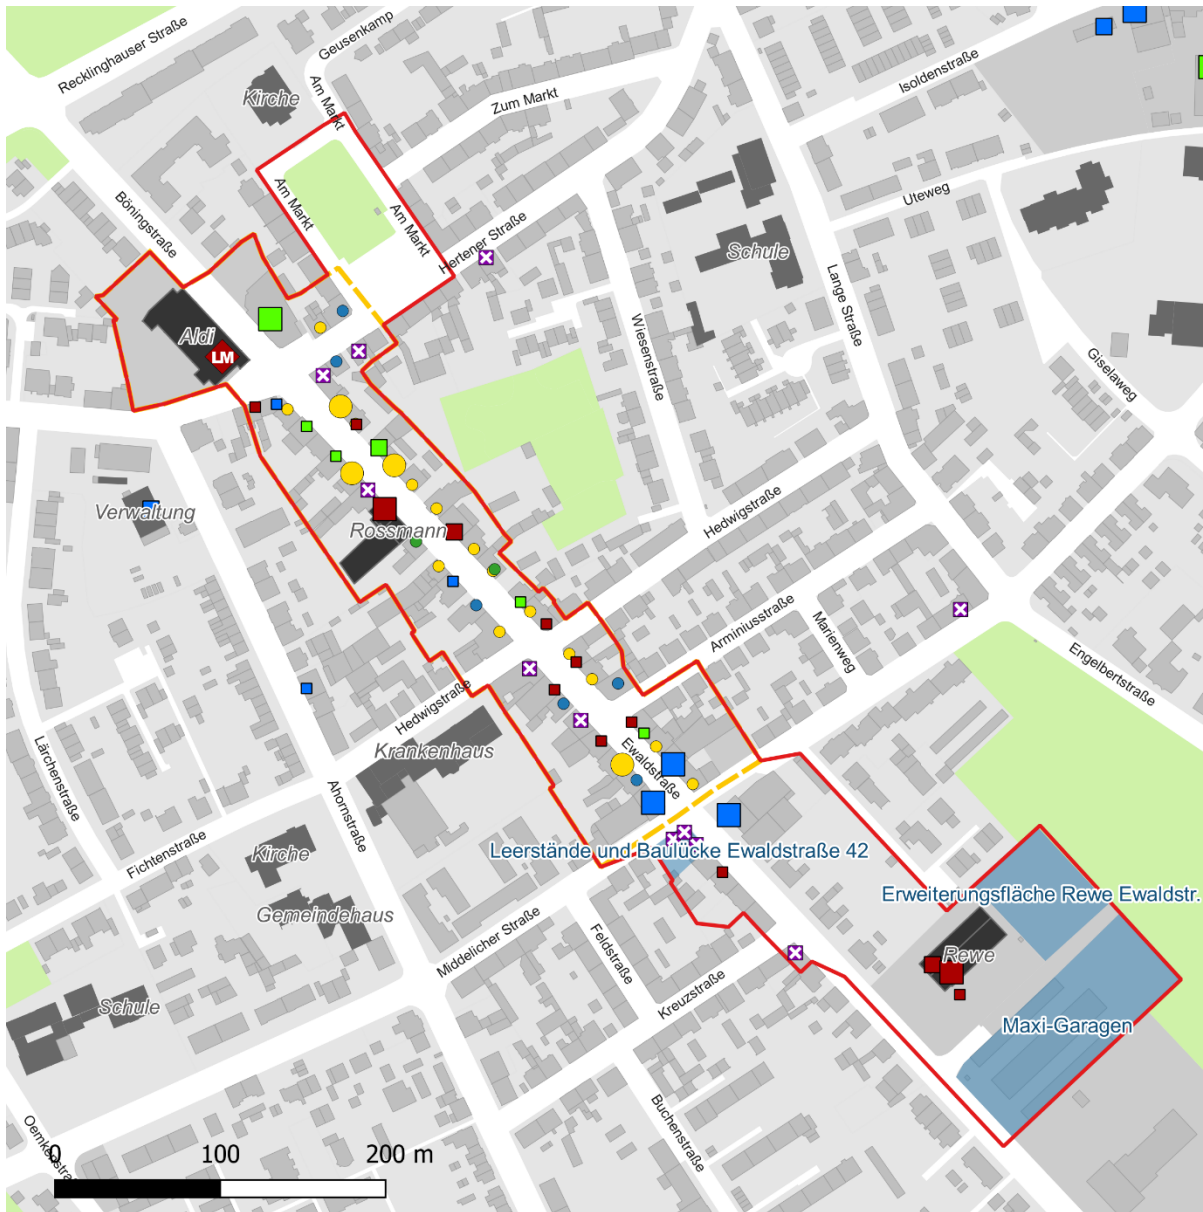 Recklinghauser Straße
Geusenkamp
Am Markt
Kirche
Zum Markt
Isoldenstraße
Böningstraße
Am Markt
Am Markt
Hertener Straße
Schule
Uteweg
Lange Straße
Aldi
LM
Wiesenstraße
Giselaweg
Verwaltung
Rossmann
Hedwigstraße
Arminiusstraße
Marienweg
Engelbertstraße
Hedwigstraße
Krankenhaus
Ewaldstraße
Lärchenstraße
Ahornstraße
Fichtenstraße
Kirche
Leerstände und Baulücke Ewaldstraße 42
Erweiterungsfläche Rewe Ewaldstr.
Gemeindehaus
Middelicher Straße
Feldstraße
Rewe
Kreuzstraße
Schule
Maxi-Garagen
Buchenstraße
0 100 200 m